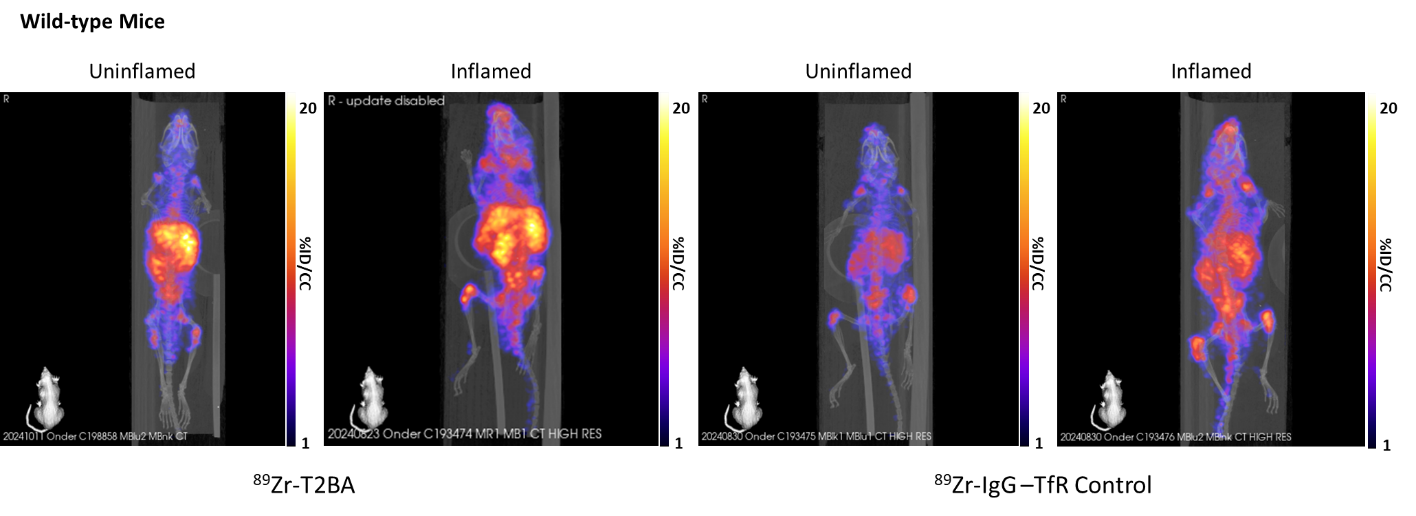 Wild-type Mice
Uninflamed
Inflamed
Uninflamed
Inflamed
R
20
%ID/CC
1
20241011 Onder C198858 MBlu2 MBnk CT
R - update disabled
20
%ID/CC
1
20240823 Onder C193474 MR1 MB1 CT HIGH RES
R
20
%ID/CC
1
20240830 Onder C193475 MBlk1 MBlu1 CT HIGH RES
R
20
%ID/CC
1
20240830 Onder C193476 MBlu2 MBnk CT HIGH RES
⁸⁹Zr-T2BA
⁸⁹Zr-IgG –TfR Control